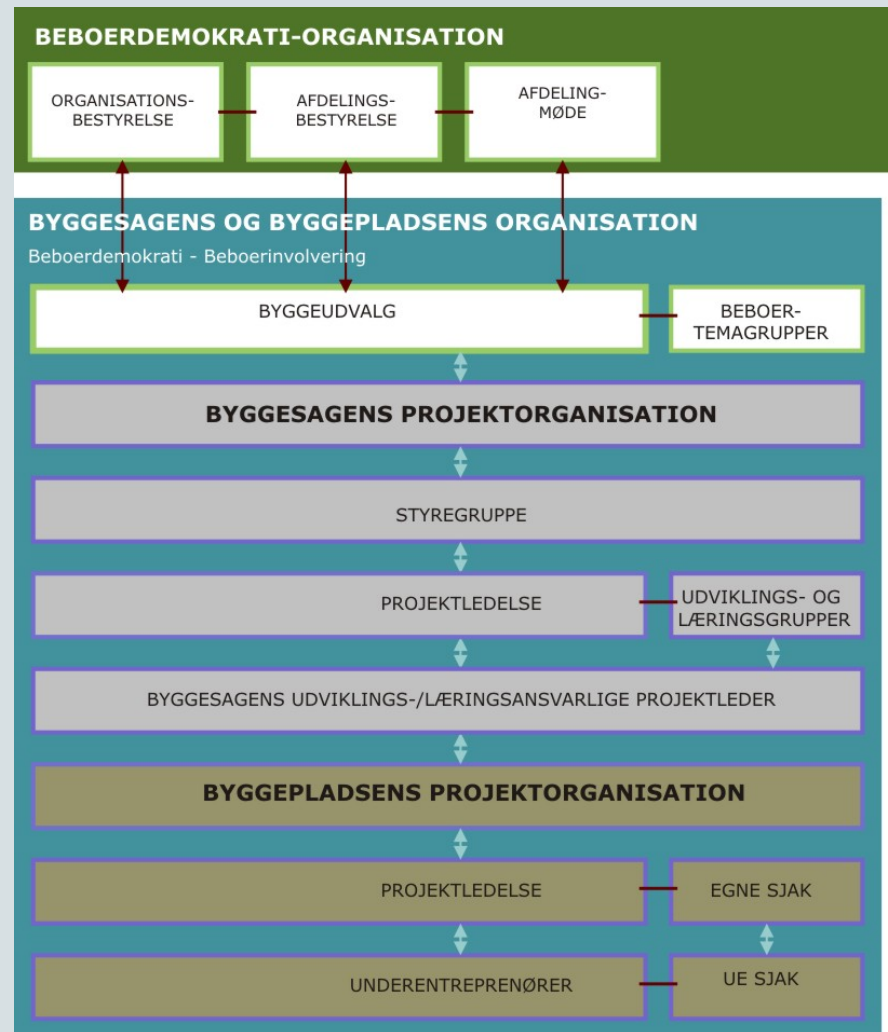 BEBOERDEMOKRATI-ORGANISATION
ORGANISATIONS-
BESTYRELSE
AFDELINGS-
BESTYRELSE
AFDELING-
MØDE
BYGGESAGENS OG BYGGEPLADSENS ORGANISATION
Beboerdemokrati - Beboerinvolvering
BYGGEUDVALG
BEBOER-
TEMAGRUPPER
BYGGESAGENS PROJEKTORGANISATION
STYREGRUPPE
PROJEKTLEDELSE
UDVIKLINGS- OG
LÆRINGSGRUPPER
BYGGESAGENS UDVIKLINGS-/LÆRINGSANSVARLIGE PROJEKTLEDER
BYGGEPLADSENS PROJEKTORGANISATION
PROJEKTLEDELSE
EGNE SJAK
UNDERENTREPRENØRER
UE SJAK